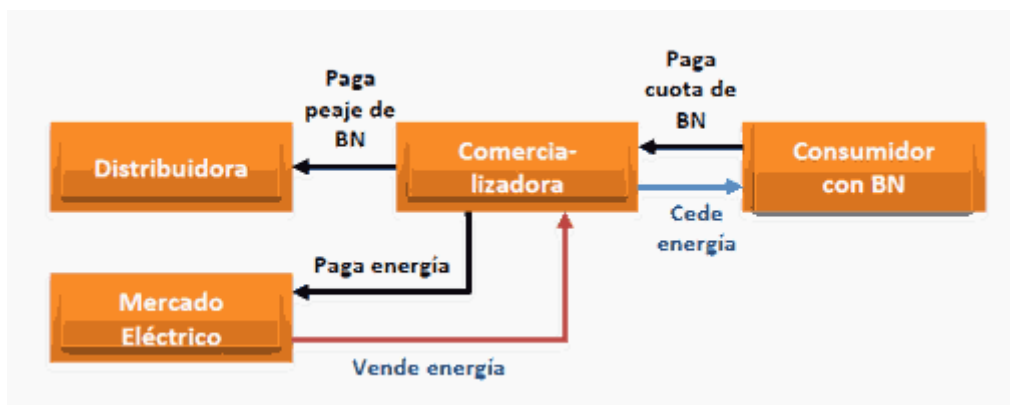 Paga
peaje de
BN
Paga
cuota de
BN
Distribuidora
Comercia-
lizadora
Consumidor
con BN
Cede
energía
Paga energía
Mercado
Eléctrico
Vende energía